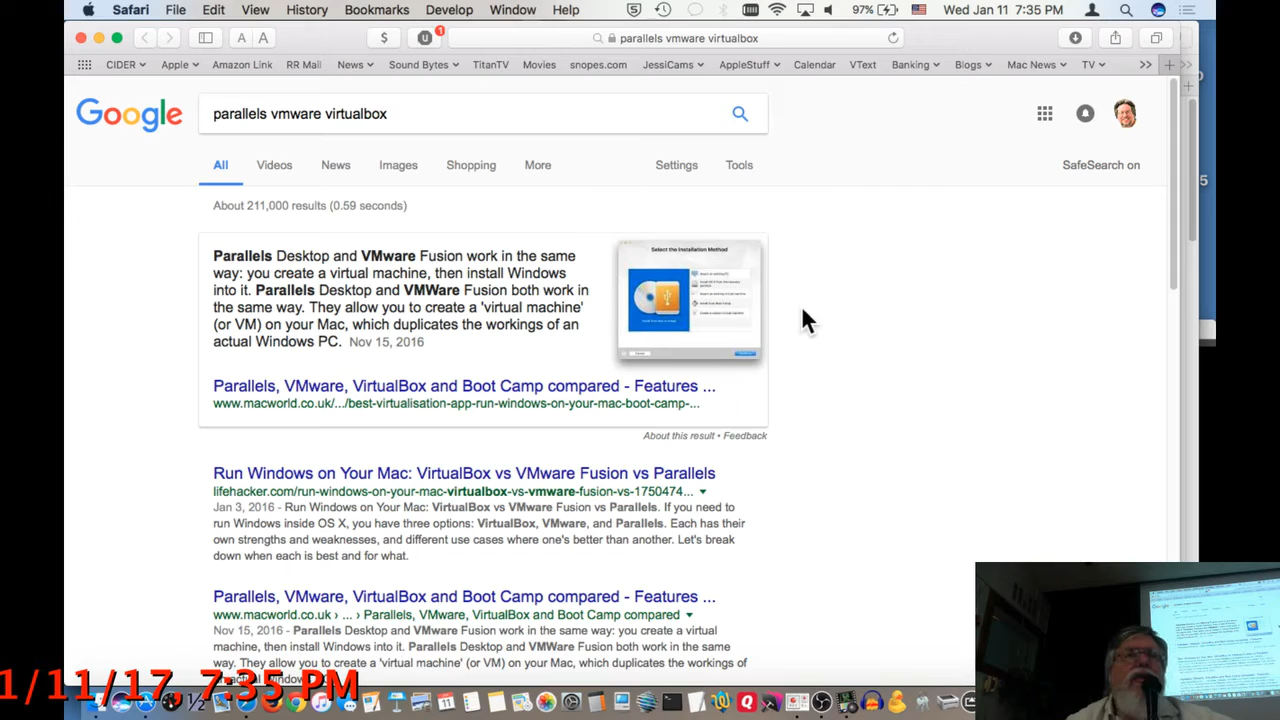 Safari File Edit View History Bookmarks Develop Window Help 97% Wed Jan 11 7:35 PM
parallels vmware virtualbox
CIDER Apple Amazon Link RR Mail News Sound Bytes TitanTV Movies snopes.com JessiCams AppleStuff Calendar VText Banking Blogs Mac News TV
Google parallels vmware virtualbox
All Videos News Images Shopping More Settings Tools SafeSearch on
About 211,000 results (0.59 seconds)
Parallels Desktop and VMware Fusion work in the same
way: you create a virtual machine, then install Windows
into it. Parallels Desktop and VMWare Fusion both work in
the sameway. They allow you to create a 'virtual machine'
(or VM) on your Mac, which duplicates the workings of an
actual Windows PC. Nov 15, 2016
Select the Installation Method
Parallels, VMware, VirtualBox and Boot Camp compared - Features ...
www.macworld.co.uk/.../best-virtualisation-app-run-windows-on-your-mac-boot-camp-...
About this result • Feedback
Run Windows on Your Mac: VirtualBox vs VMware Fusion vs Parallels
lifehacker.com/run-windows-on-your-mac-virtualbox-vs-vmware-fusion-vs-1750474...
Jan 3, 2016 - Run Windows on Your Mac: VirtualBox vs VMware Fusion vs Parallels. If you need to
run Windows inside OS X, you have three options: VirtualBox, VMware, and Parallels. Each has their
own strengths and weaknesses, and different use cases where one's better than another. Let's break
down when each is best and for what.
Parallels, VMware, VirtualBox and Boot Camp compared - Features ...
www.macworld.co.uk › ... › Parallels, VMware, Virtualbox and Boot Camp compared
Nov 15, 2016 - Parallels Desktop and VMware Fusion work in the same way: you create a virtual
machine, then install Windows into it. Parallels Desktop and VMWare Fusion both work in the
sameway. They allow you to create a 'virtual machine' (or VM) on your Mac, which duplicates the workings of
1/11/17, 7:35 PM